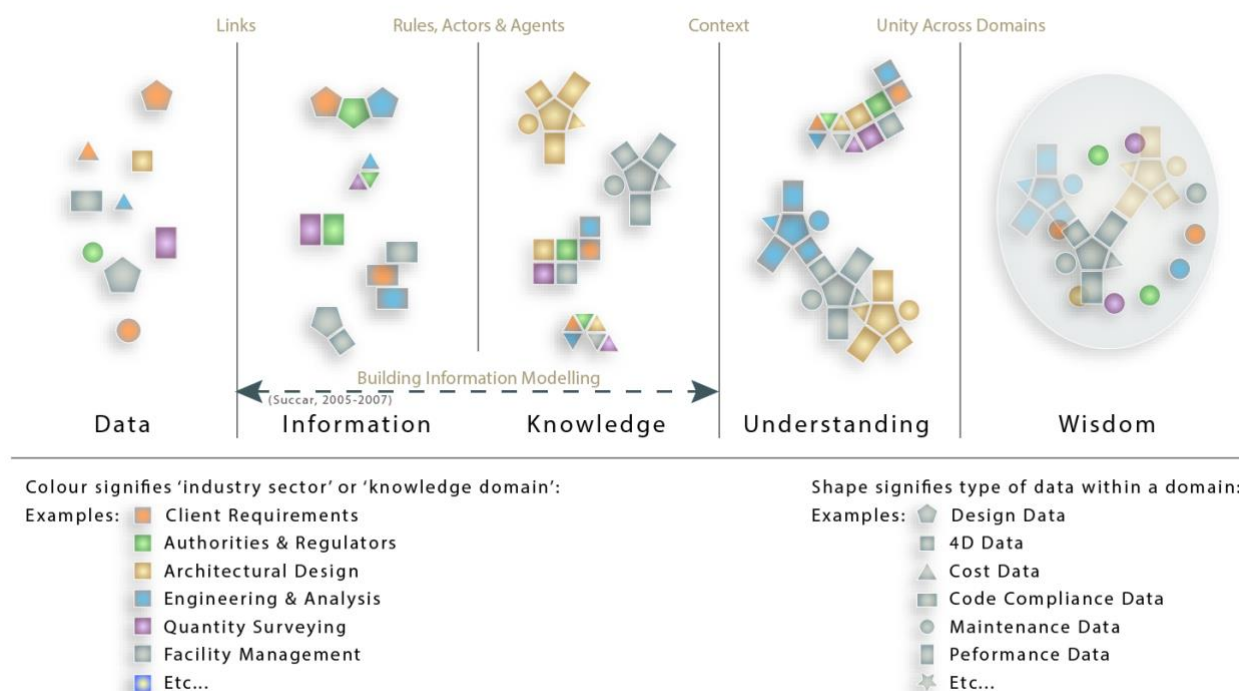 Links Rules, Actors & Agents Context Unity Across Domains
Building Information Modelling
(Succar, 2005-2007)
Data Information Knowledge Understanding Wisdom
Colour signifies 'industry sector' or 'knowledge domain':
Examples: Client Requirements
Authorities & Regulators
Architectural Design
Engineering & Analysis
Quantity Surveying
Facility Management
Etc...
Shape signifies type of data within a domain:
Examples: Design Data
4D Data
Cost Data
Code Compliance Data
Maintenance Data
Peformance Data
Etc...